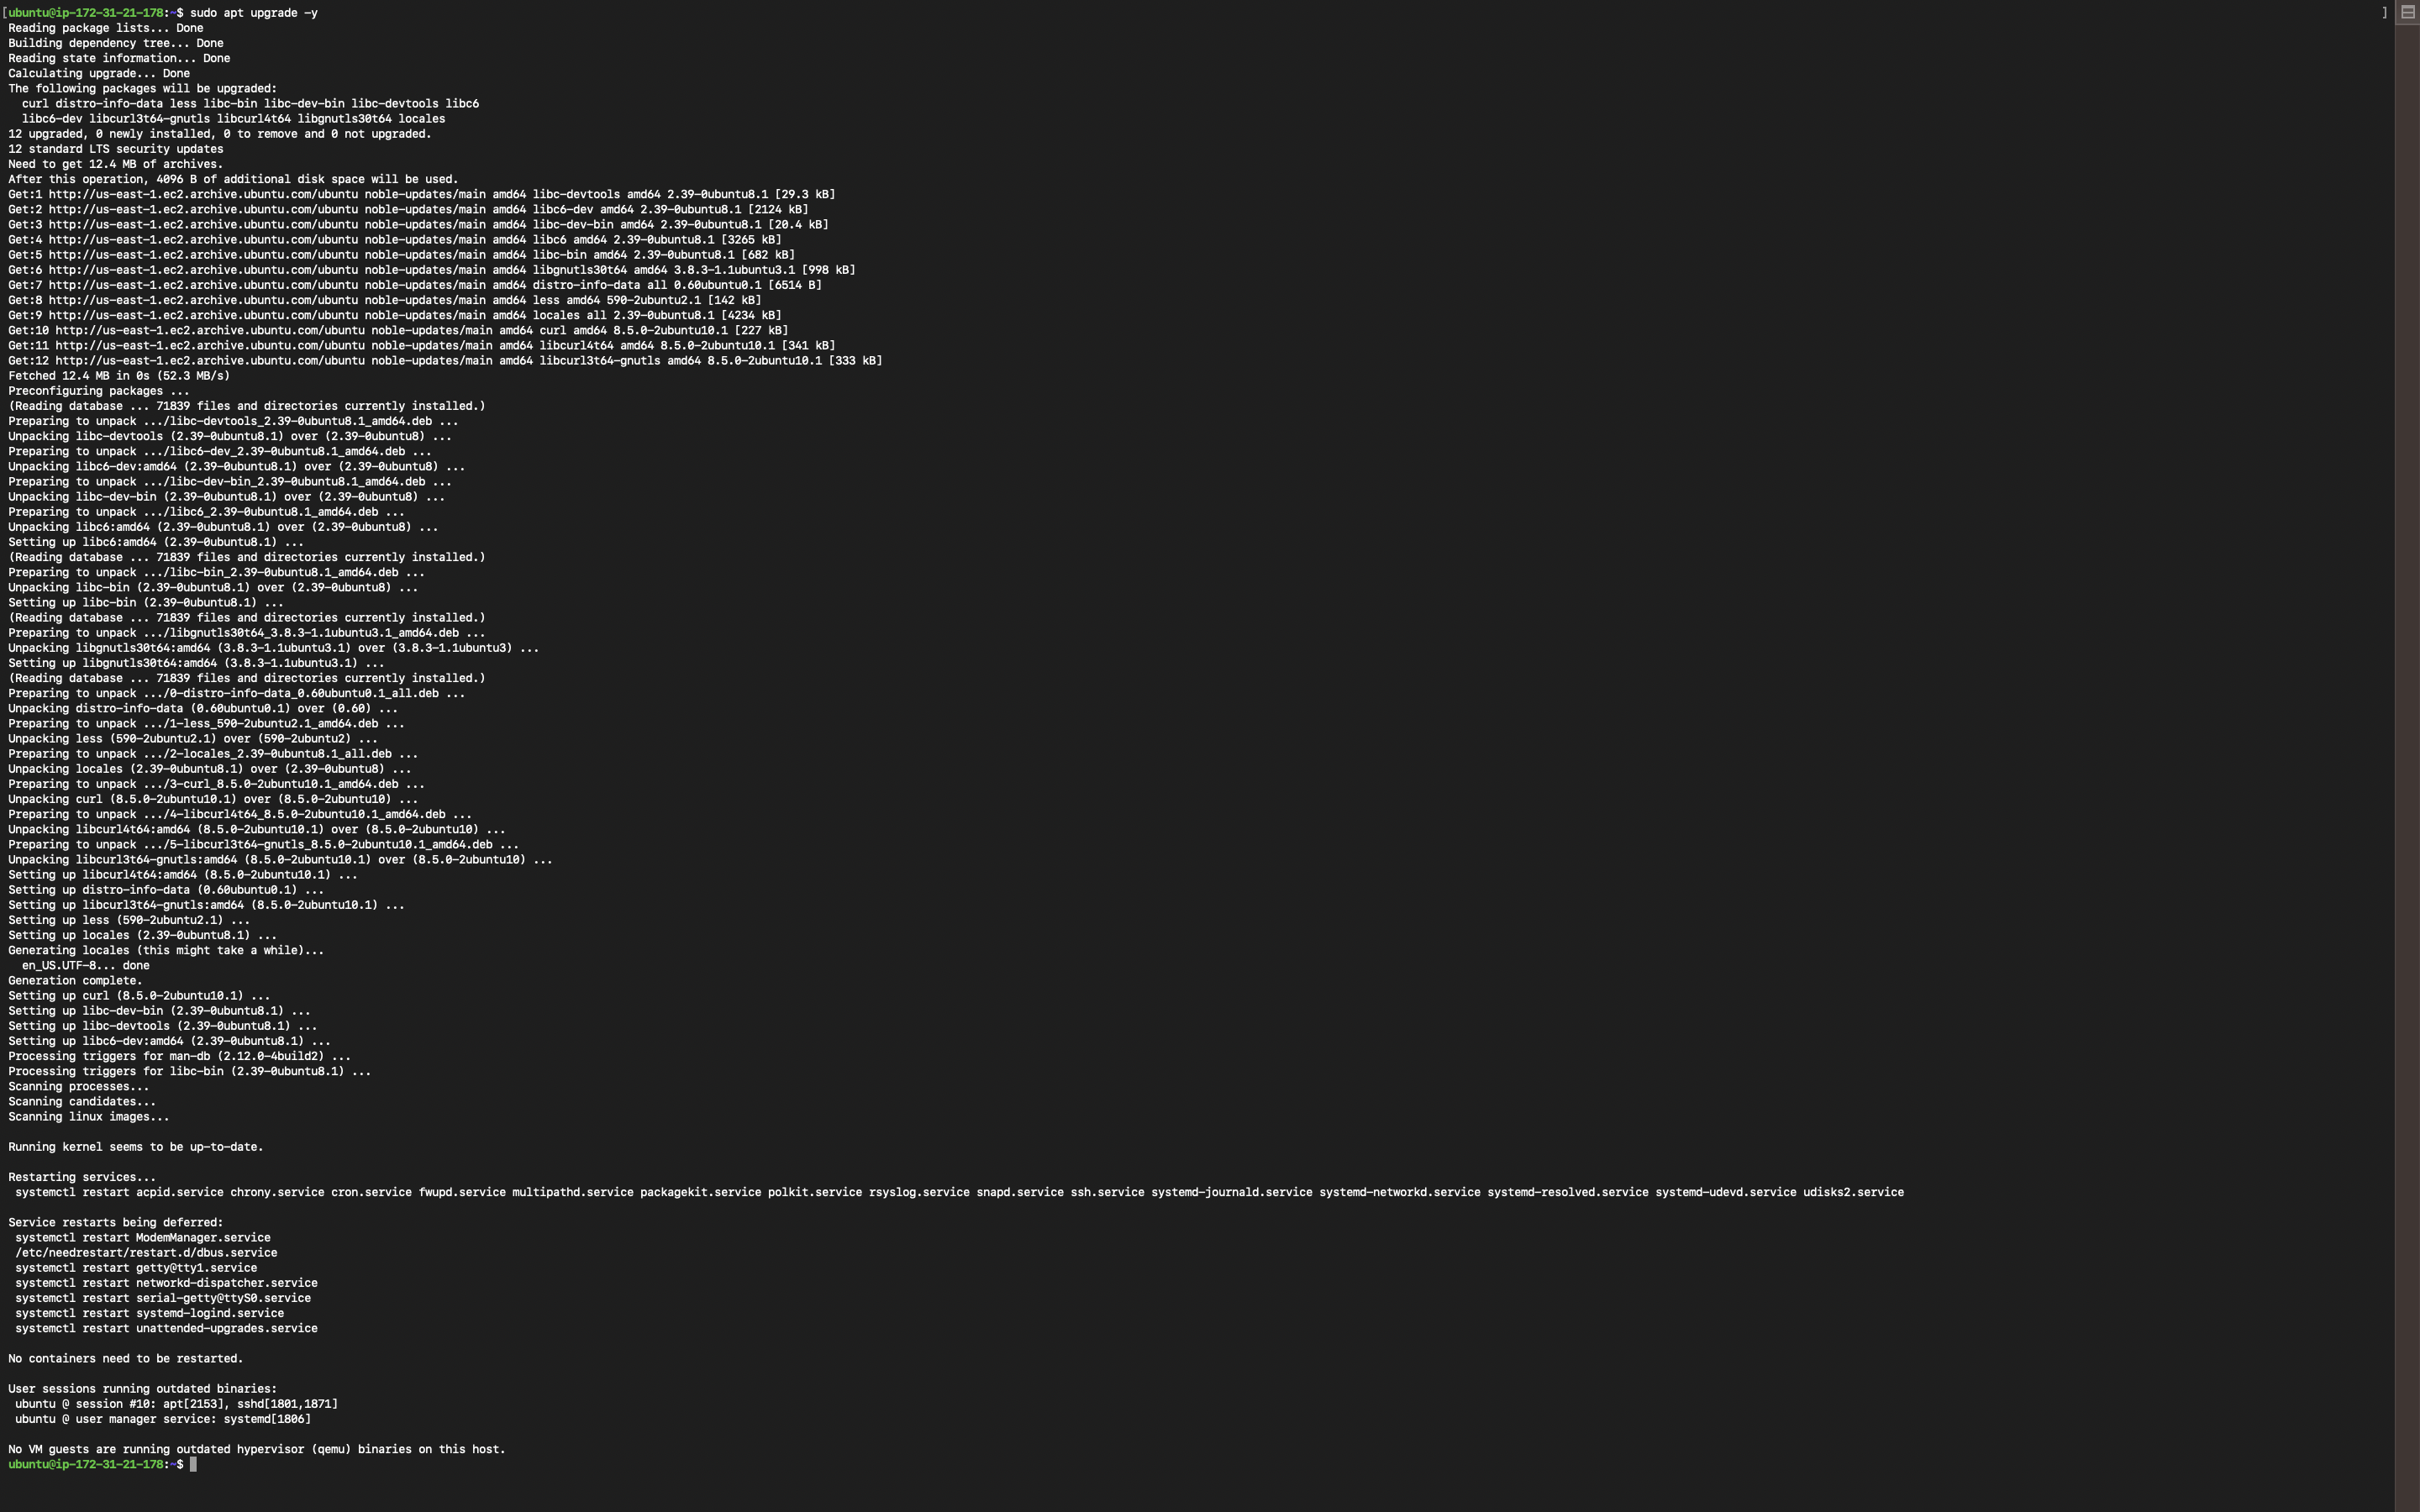 [ubuntu@ip-172-31-21-178:~$ sudo apt upgrade -y ]
Reading package lists... Done
Building dependency tree... Done
Reading state information... Done
Calculating upgrade... Done
The following packages will be upgraded:
  curl distro-info-data less libc-bin libc-dev-bin libc-devtools libc6
  libc6-dev libcurl3t64-gnutls libcurl4t64 libgnutls30t64 locales
12 upgraded, 0 newly installed, 0 to remove and 0 not upgraded.
12 standard LTS security updates
Need to get 12.4 MB of archives.
After this operation, 4096 B of additional disk space will be used.
Get:1 http://us-east-1.ec2.archive.ubuntu.com/ubuntu noble-updates/main amd64 libc-devtools amd64 2.39-0ubuntu8.1 [29.3 kB]
Get:2 http://us-east-1.ec2.archive.ubuntu.com/ubuntu noble-updates/main amd64 libc6-dev amd64 2.39-0ubuntu8.1 [2124 kB]
Get:3 http://us-east-1.ec2.archive.ubuntu.com/ubuntu noble-updates/main amd64 libc-dev-bin amd64 2.39-0ubuntu8.1 [20.4 kB]
Get:4 http://us-east-1.ec2.archive.ubuntu.com/ubuntu noble-updates/main amd64 libc6 amd64 2.39-0ubuntu8.1 [3265 kB]
Get:5 http://us-east-1.ec2.archive.ubuntu.com/ubuntu noble-updates/main amd64 libc-bin amd64 2.39-0ubuntu8.1 [682 kB]
Get:6 http://us-east-1.ec2.archive.ubuntu.com/ubuntu noble-updates/main amd64 libgnutls30t64 amd64 3.8.3-1.1ubuntu3.1 [998 kB]
Get:7 http://us-east-1.ec2.archive.ubuntu.com/ubuntu noble-updates/main amd64 distro-info-data all 0.60ubuntu0.1 [6514 B]
Get:8 http://us-east-1.ec2.archive.ubuntu.com/ubuntu noble-updates/main amd64 less amd64 590-2ubuntu2.1 [142 kB]
Get:9 http://us-east-1.ec2.archive.ubuntu.com/ubuntu noble-updates/main amd64 locales all 2.39-0ubuntu8.1 [4234 kB]
Get:10 http://us-east-1.ec2.archive.ubuntu.com/ubuntu noble-updates/main amd64 curl amd64 8.5.0-2ubuntu10.1 [227 kB]
Get:11 http://us-east-1.ec2.archive.ubuntu.com/ubuntu noble-updates/main amd64 libcurl4t64 amd64 8.5.0-2ubuntu10.1 [341 kB]
Get:12 http://us-east-1.ec2.archive.ubuntu.com/ubuntu noble-updates/main amd64 libcurl3t64-gnutls amd64 8.5.0-2ubuntu10.1 [333 kB]
Fetched 12.4 MB in 0s (52.3 MB/s)
Preconfiguring packages ...
(Reading database ... 71839 files and directories currently installed.)
Preparing to unpack .../libc-devtools_2.39-0ubuntu8.1_amd64.deb ...
Unpacking libc-devtools (2.39-0ubuntu8.1) over (2.39-0ubuntu8) ...
Preparing to unpack .../libc6-dev_2.39-0ubuntu8.1_amd64.deb ...
Unpacking libc6-dev:amd64 (2.39-0ubuntu8.1) over (2.39-0ubuntu8) ...
Preparing to unpack .../libc-dev-bin_2.39-0ubuntu8.1_amd64.deb ...
Unpacking libc-dev-bin (2.39-0ubuntu8.1) over (2.39-0ubuntu8) ...
Preparing to unpack .../libc6_2.39-0ubuntu8.1_amd64.deb ...
Unpacking libc6:amd64 (2.39-0ubuntu8.1) over (2.39-0ubuntu8) ...
Setting up libc6:amd64 (2.39-0ubuntu8.1) ...
(Reading database ... 71839 files and directories currently installed.)
Preparing to unpack .../libc-bin_2.39-0ubuntu8.1_amd64.deb ...
Unpacking libc-bin (2.39-0ubuntu8.1) over (2.39-0ubuntu8) ...
Setting up libc-bin (2.39-0ubuntu8.1) ...
(Reading database ... 71839 files and directories currently installed.)
Preparing to unpack .../libgnutls30t64_3.8.3-1.1ubuntu3.1_amd64.deb ...
Unpacking libgnutls30t64:amd64 (3.8.3-1.1ubuntu3.1) over (3.8.3-1.1ubuntu3) ...
Setting up libgnutls30t64:amd64 (3.8.3-1.1ubuntu3.1) ...
(Reading database ... 71839 files and directories currently installed.)
Preparing to unpack .../0-distro-info-data_0.60ubuntu0.1_all.deb ...
Unpacking distro-info-data (0.60ubuntu0.1) over (0.60) ...
Preparing to unpack .../1-less_590-2ubuntu2.1_amd64.deb ...
Unpacking less (590-2ubuntu2.1) over (590-2ubuntu2) ...
Preparing to unpack .../2-locales_2.39-0ubuntu8.1_all.deb ...
Unpacking locales (2.39-0ubuntu8.1) over (2.39-0ubuntu8) ...
Preparing to unpack .../3-curl_8.5.0-2ubuntu10.1_amd64.deb ...
Unpacking curl (8.5.0-2ubuntu10.1) over (8.5.0-2ubuntu10) ...
Preparing to unpack .../4-libcurl4t64_8.5.0-2ubuntu10.1_amd64.deb ...
Unpacking libcurl4t64:amd64 (8.5.0-2ubuntu10.1) over (8.5.0-2ubuntu10) ...
Preparing to unpack .../5-libcurl3t64-gnutls_8.5.0-2ubuntu10.1_amd64.deb ...
Unpacking libcurl3t64-gnutls:amd64 (8.5.0-2ubuntu10.1) over (8.5.0-2ubuntu10) ...
Setting up libcurl4t64:amd64 (8.5.0-2ubuntu10.1) ...
Setting up distro-info-data (0.60ubuntu0.1) ...
Setting up libcurl3t64-gnutls:amd64 (8.5.0-2ubuntu10.1) ...
Setting up less (590-2ubuntu2.1) ...
Setting up locales (2.39-0ubuntu8.1) ...
Generating locales (this might take a while)...
  en_US.UTF-8... done
Generation complete.
Setting up curl (8.5.0-2ubuntu10.1) ...
Setting up libc-dev-bin (2.39-0ubuntu8.1) ...
Setting up libc-devtools (2.39-0ubuntu8.1) ...
Setting up libc6-dev:amd64 (2.39-0ubuntu8.1) ...
Processing triggers for man-db (2.12.0-4build2) ...
Processing triggers for libc-bin (2.39-0ubuntu8.1) ...
Scanning processes...
Scanning candidates...
Scanning linux images...
Running kernel seems to be up-to-date.
Restarting services...
 systemctl restart acpid.service chrony.service cron.service fwupd.service multipathd.service packagekit.service polkit.service rsyslog.service snapd.service ssh.service systemd-journald.service systemd-networkd.service systemd-resolved.service systemd-udevd.service udisks2.service
Service restarts being deferred:
 systemctl restart ModemManager.service
 /etc/needrestart/restart.d/dbus.service
 systemctl restart getty@tty1.service
 systemctl restart networkd-dispatcher.service
 systemctl restart serial-getty@ttyS0.service
 systemctl restart systemd-logind.service
 systemctl restart unattended-upgrades.service
No containers need to be restarted.
User sessions running outdated binaries:
 ubuntu @ session #10: apt[2153], sshd[1801,1871]
 ubuntu @ user manager service: systemd[1806]
No VM guests are running outdated hypervisor (qemu) binaries on this host.
ubuntu@ip-172-31-21-178:~$